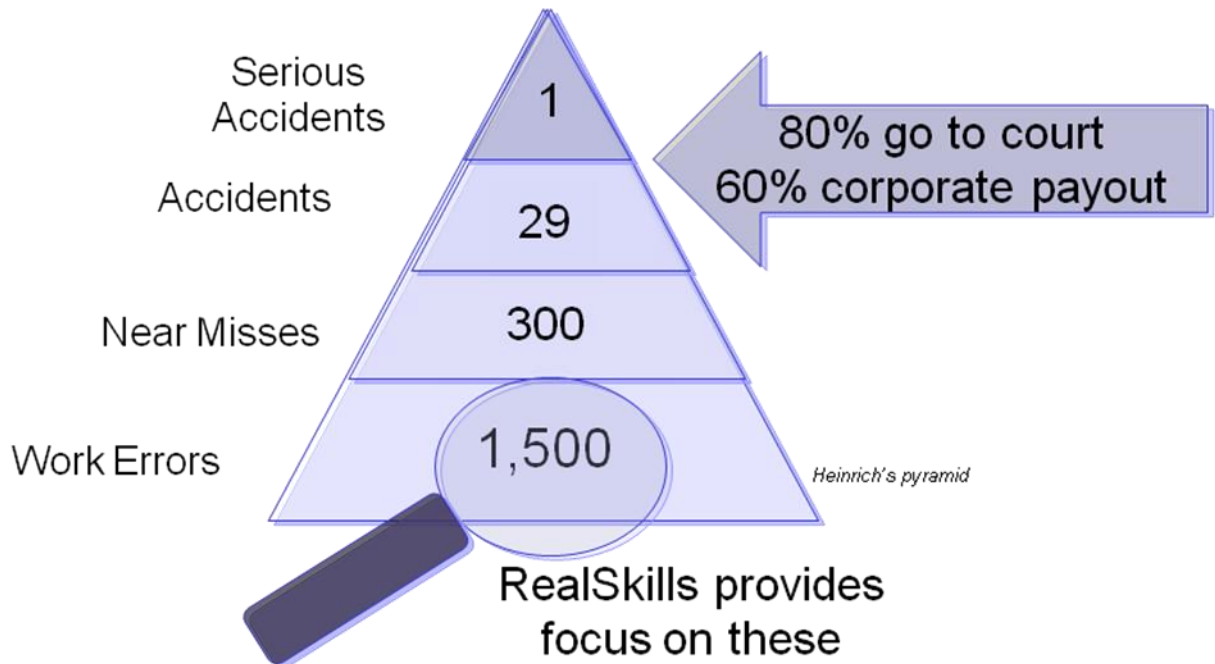 Serious
Accidents
1
80% go to court
60% corporate payout
Accidents
29
Near Misses
300
Work Errors
1,500
Heinrich's pyramid
RealSkills provides
focus on these